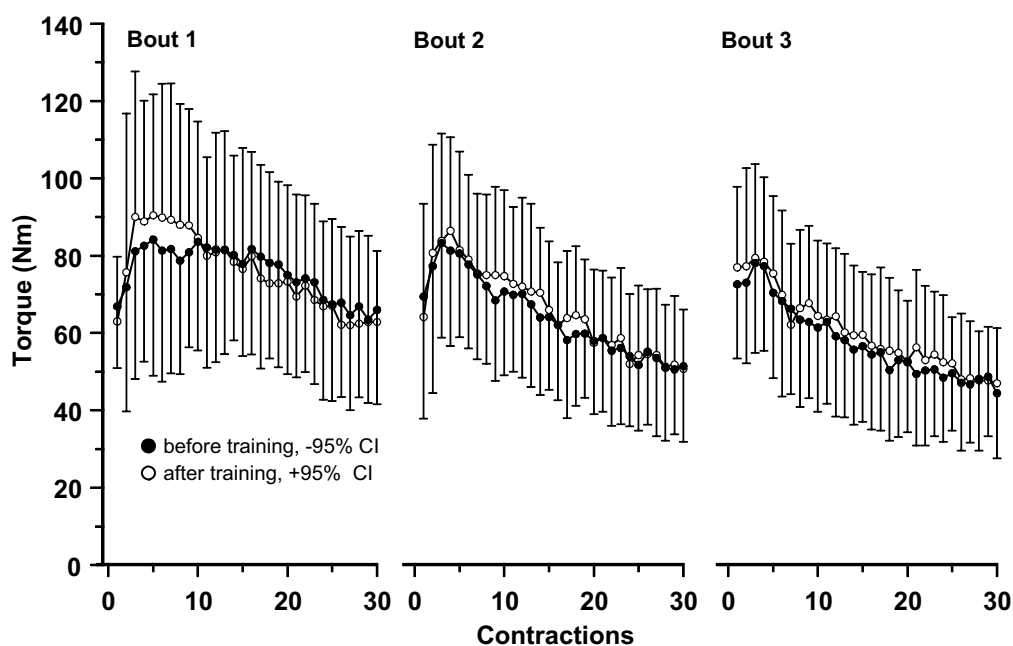 Bout 1
Bout 2
Bout 3
140
120
100
80
60
40
20
0
Torque (Nm)
before training, -95% CI
after training, +95% CI
0 10 20 30
0 10 20 30
0 10 20 30
Contractions